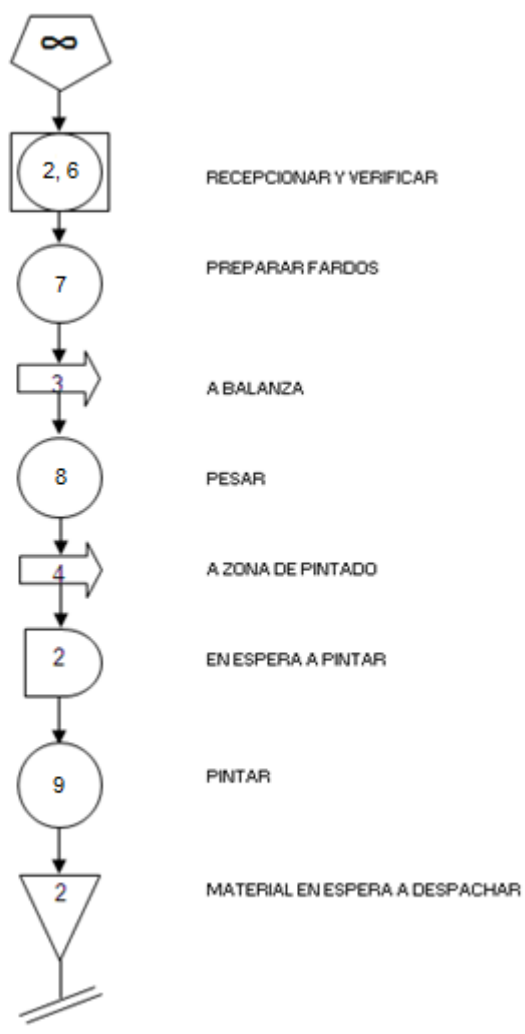 ∞
2, 6 RECEPCIONAR Y VERIFICAR
7 PREPARAR FARDOS
3 A BALANZA
8 PESAR
4 A ZONA DE PINTADO
2 EN ESPERA A PINTAR
9 PINTAR
2 MATERIAL EN ESPERA A DESPACHAR